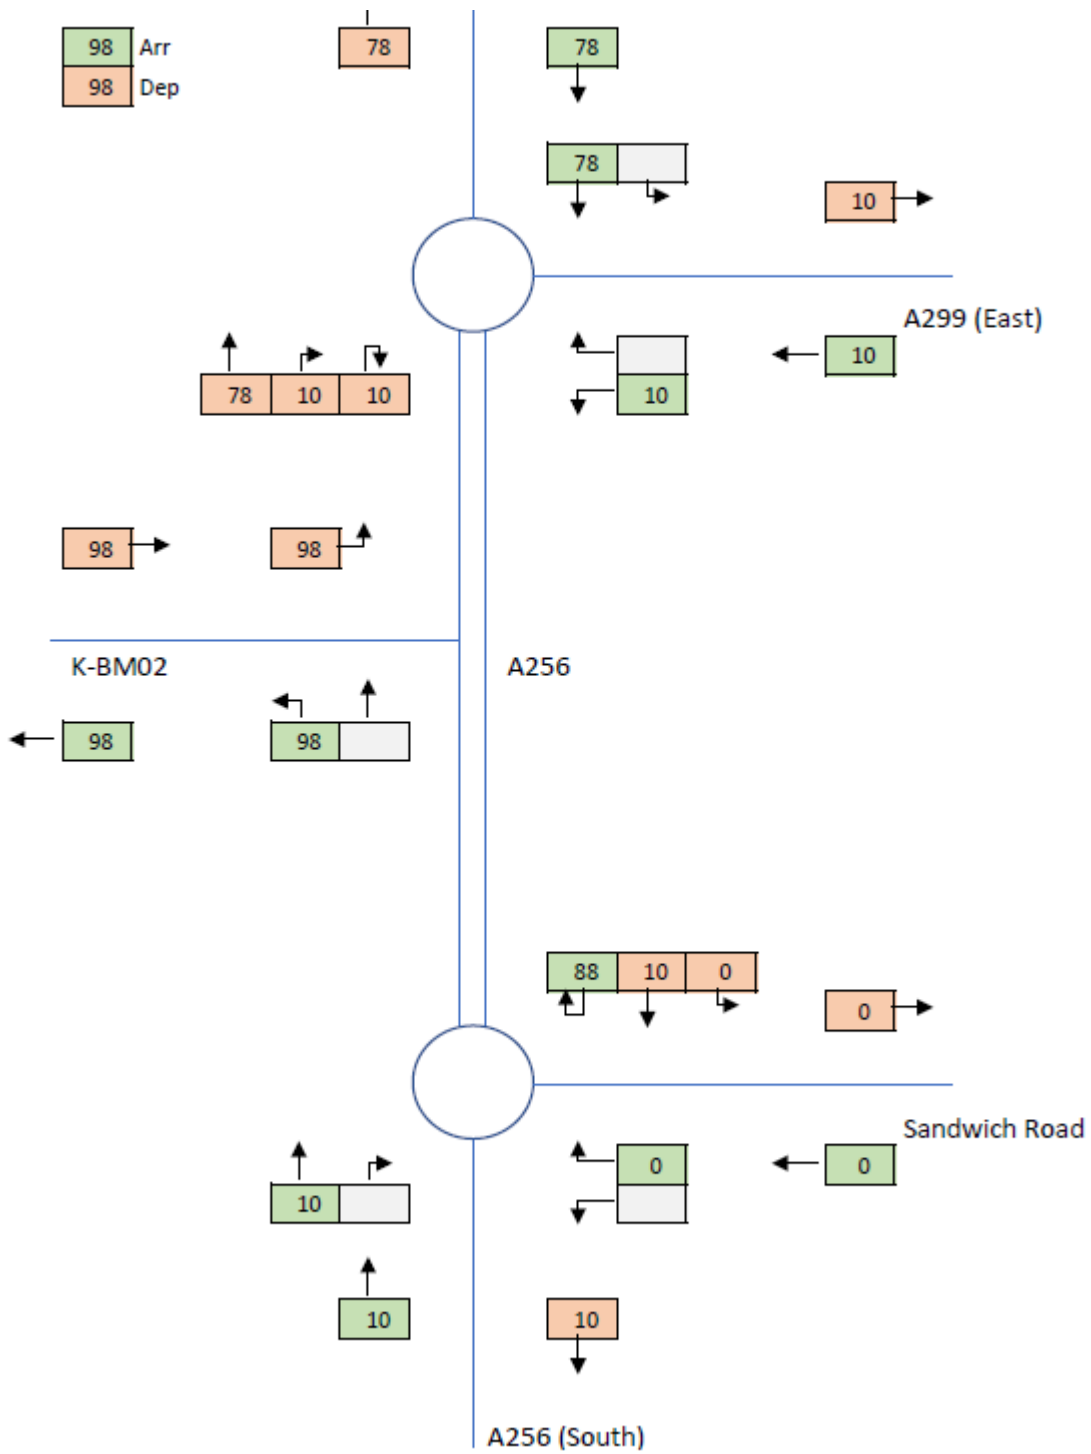 98 Arr 78 78
98 Dep
78
10
A299 (East)
10
78 10 10
10
98 98
K-BM02 A256
98 98
88 10 0
0
Sandwich Road
0 0
10
10 10
A256 (South)